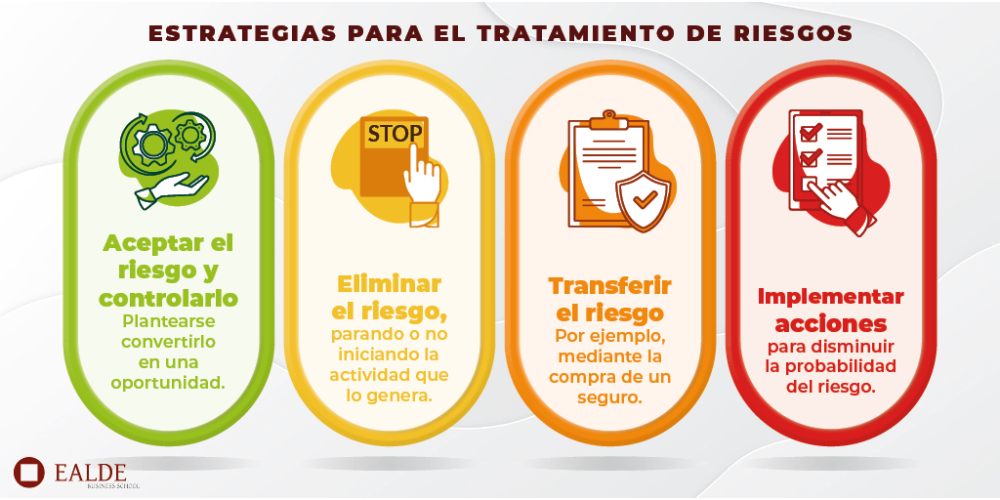 ESTRATEGIAS PARA EL TRATAMIENTO DE RIESGOS
Aceptar el
riesgo y
controlarlo
Plantearse
convertirlo
en una
oportunidad.
STOP
Eliminar
el riesgo,
parando o no
iniciando la
actividad que
lo genera.
Transferir
el riesgo
Por ejemplo,
mediante la
compra de un
seguro.
Implementar
acciones
para disminuir
la probabilidad
del riesgo.
EALDE
BUSINESS SCHOOL